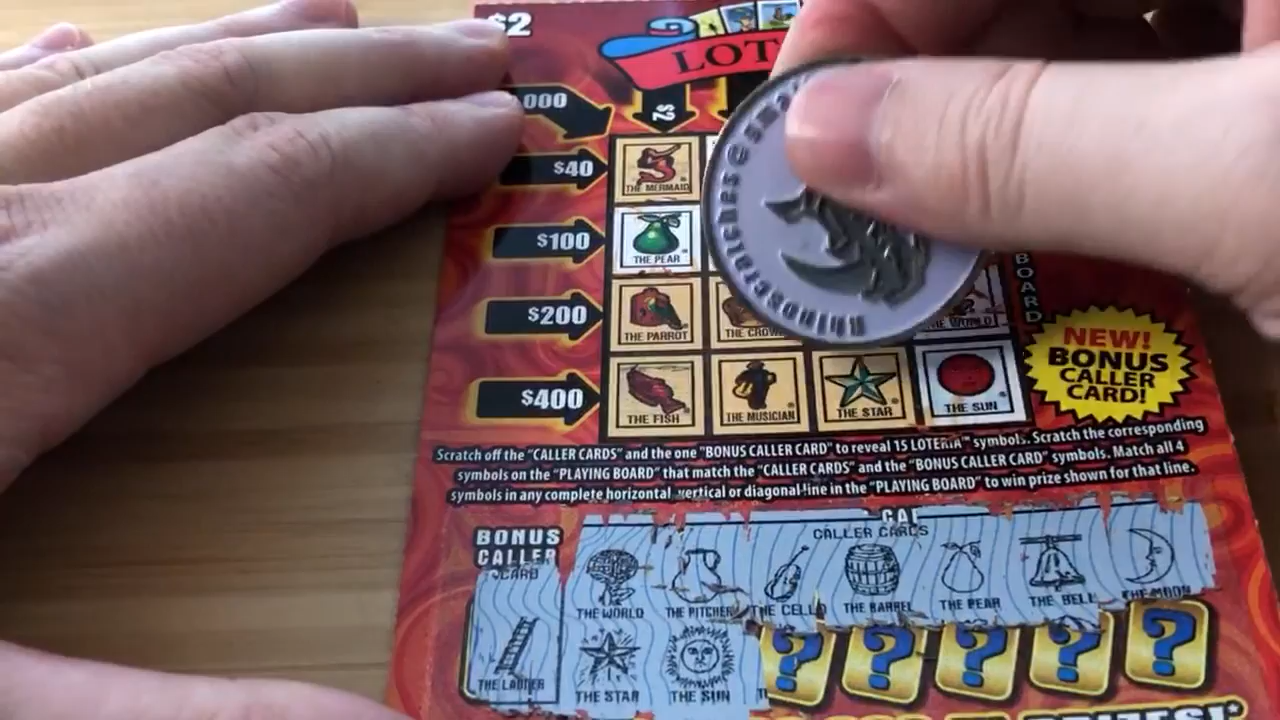 $2
LOT
,000
$2
$40
THE MERMAID
$100
THE PEAR
BOARD
$200
THE PARROT
THE CROW
THE WORLD
NEW!
BONUS
CALLER
CARD!
$400
THE FISH
THE MUSICIAN
THE STAR
THE SUN
Scratch off the "CALLER CARDS" and the one "BONUS CALLER CARD" to reveal 15 LOTERIA™ symbols. Scratch the corresponding
symbols on the "PLAYING BOARD" that match the "CALLER CARDS" and the "BONUS CALLER CARD" symbols. Match all 4
symbols in any complete horizontal, vertical or diagonal line in the "PLAYING BOARD" to win prize shown for that line.
BONUS
CALLER
CARD
CAL
CALLER CARDS
THE WORLD
THE PITCHER
THE CELLO
THE BARREL
THE PEAR
THE BELL
THE MOON
THE LADDER
THE STAR
THE SUN